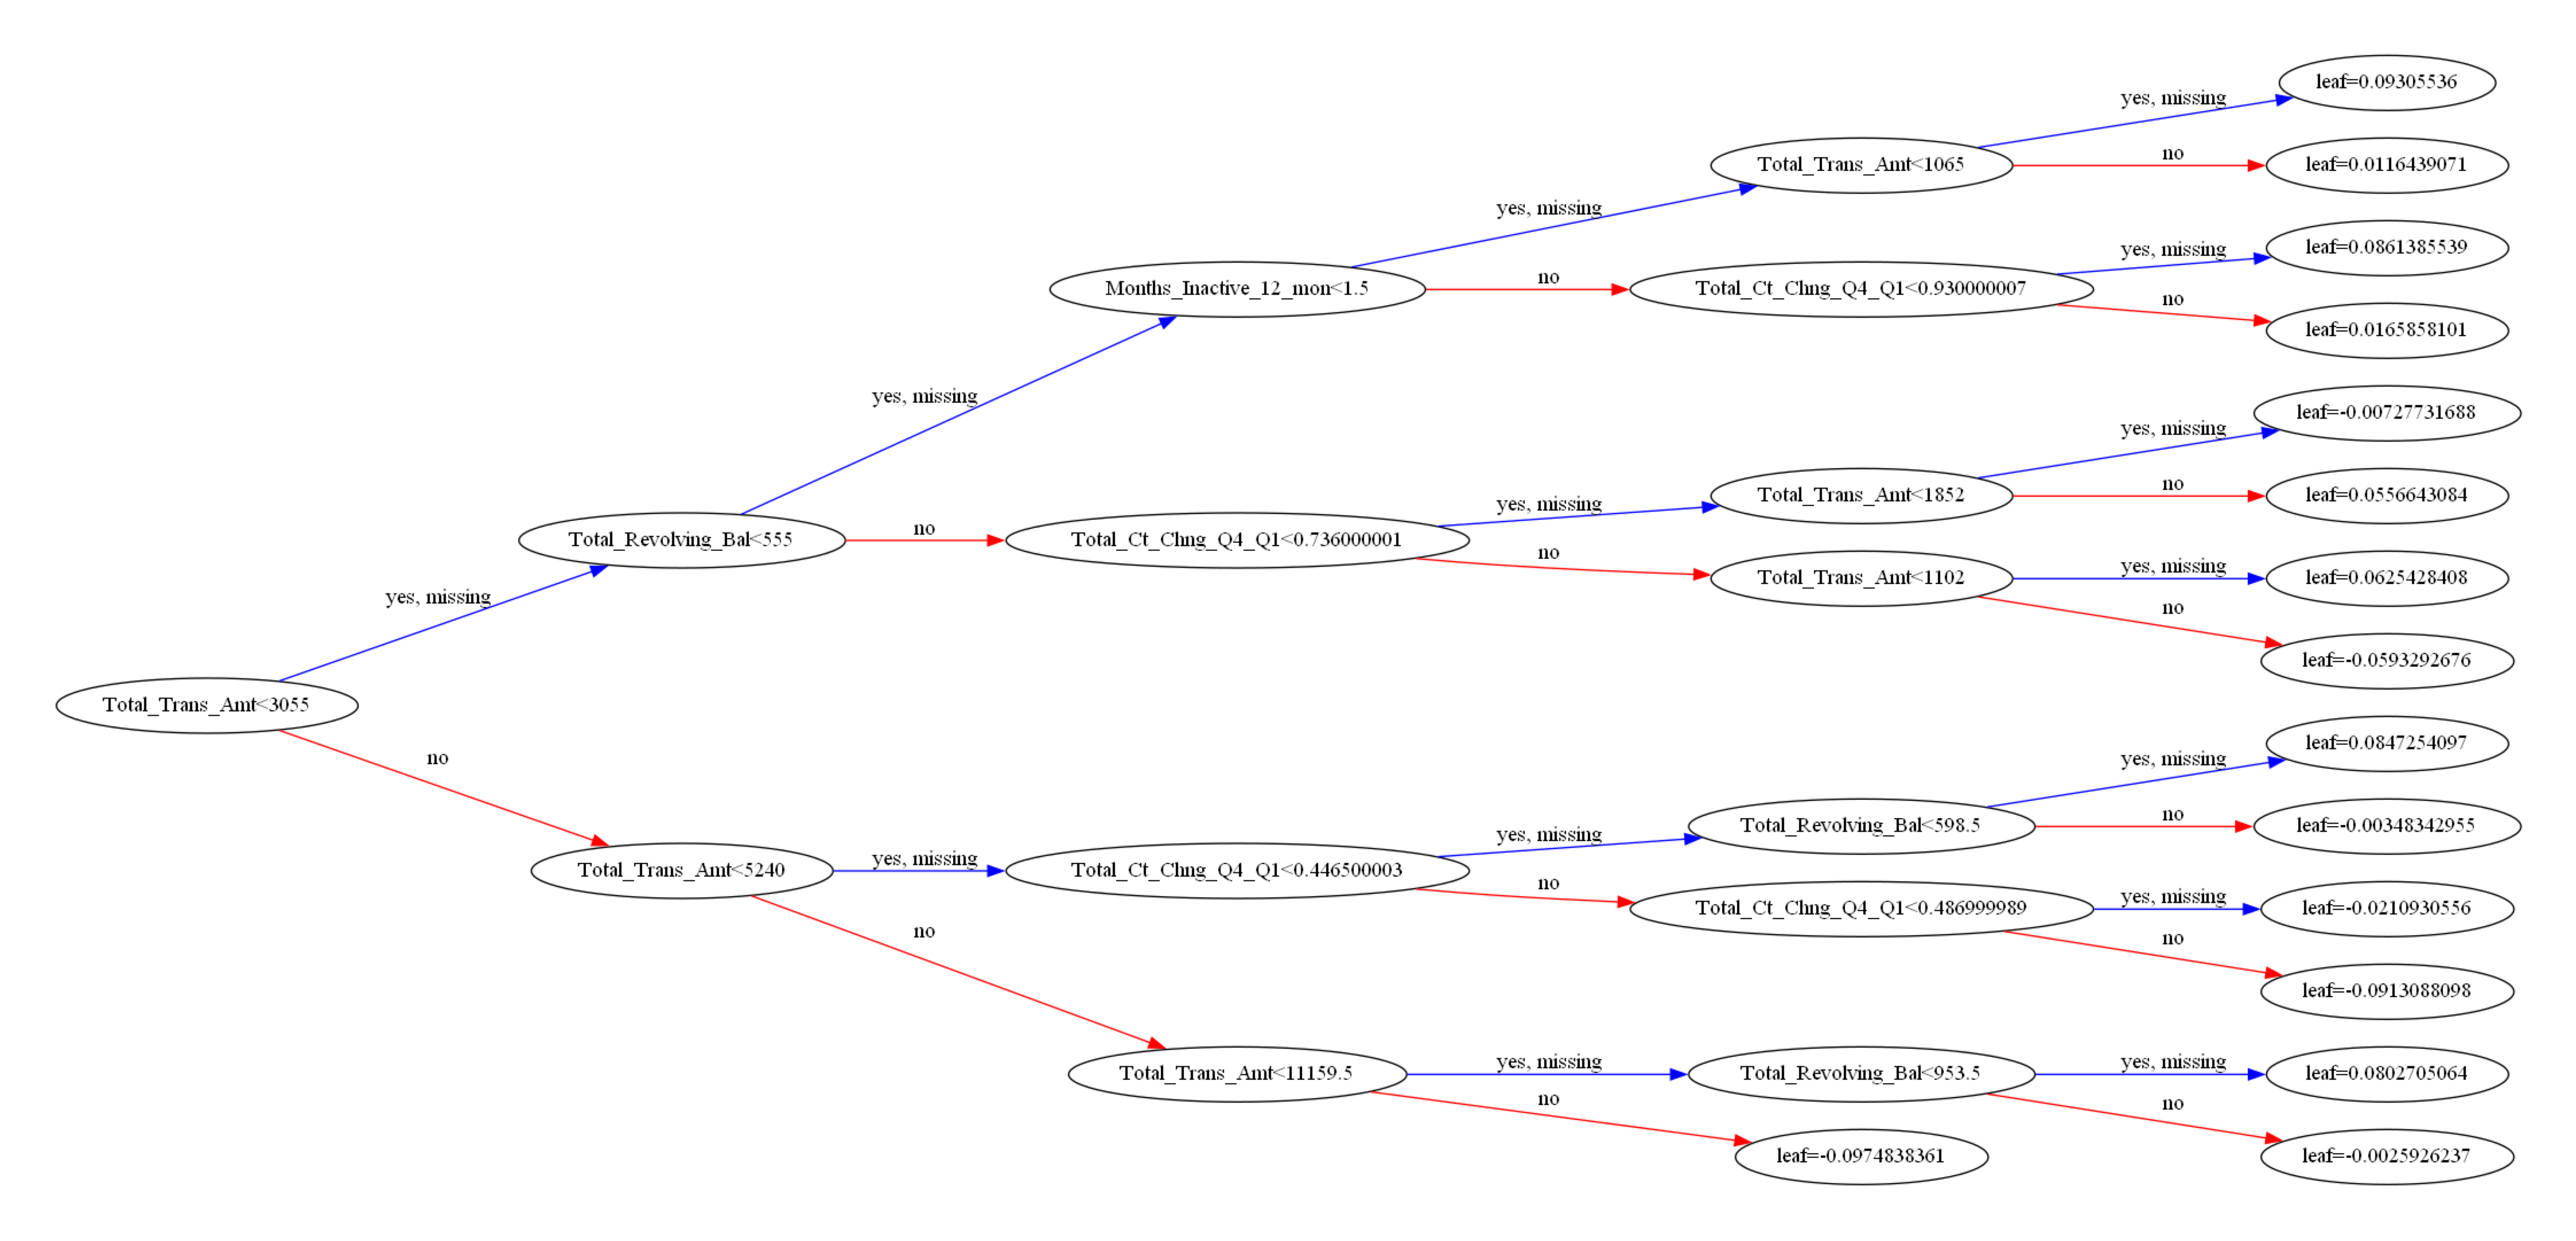 leaf=0.09305536
yes, missing
Total_Trans_Amt<1065
no
leaf=0.0116439071
yes, missing
Months_Inactive_12_mon<1.5
no
Total_Ct_Chng_Q4_Q1<0.930000007
yes, missing
leaf=0.0861385539
no
leaf=0.0165858101
yes, missing
Total_Revolving_Bal<555
no
Total_Ct_Chng_Q4_Q1<0.736000001
yes, missing
Total_Trans_Amt<1852
yes, missing
leaf=-0.00727731688
no
leaf=0.0556643084
no
Total_Trans_Amt<1102
yes, missing
leaf=0.0625428408
no
leaf=-0.0593292676
yes, missing
Total_Trans_Amt<3055
no
Total_Trans_Amt<5240
yes, missing
Total_Ct_Chng_Q4_Q1<0.446500003
yes, missing
Total_Revolving_Bal<598.5
yes, missing
leaf=0.0847254097
no
leaf=-0.00348342955
no
Total_Ct_Chng_Q4_Q1<0.486999989
yes, missing
leaf=-0.0210930556
no
leaf=-0.0913088098
no
Total_Trans_Amt<11159.5
yes, missing
Total_Revolving_Bal<953.5
yes, missing
leaf=0.0802705064
no
leaf=-0.0025926237
no
leaf=-0.0974838361